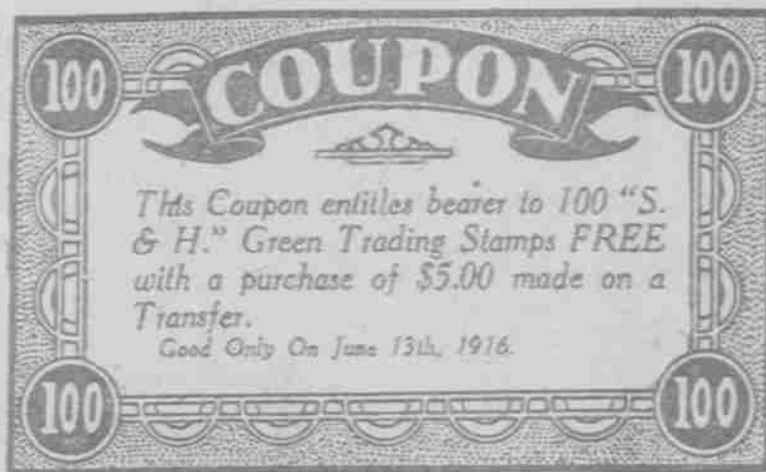 100 COUPON 100
This Coupon entitles bearer to 100 "S.
& H." Green Trading Stamps FREE
with a purchase of $5.00 made on a
Transfer.
Good Only On June 13th, 1916.
100 100